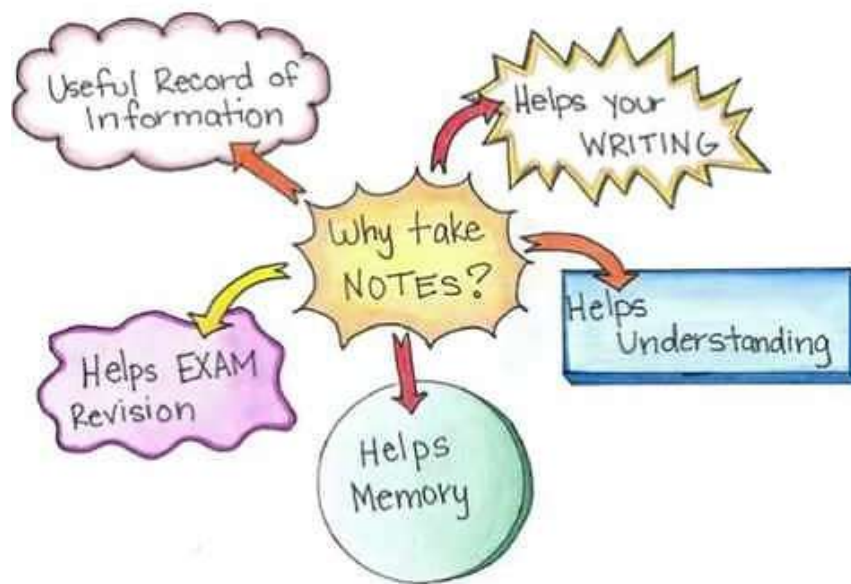 Why take
NOTES?
Useful Record of
Information
Helps your
WRITING
Helps
Understanding
Helps
Memory
Helps EXAM
Revision